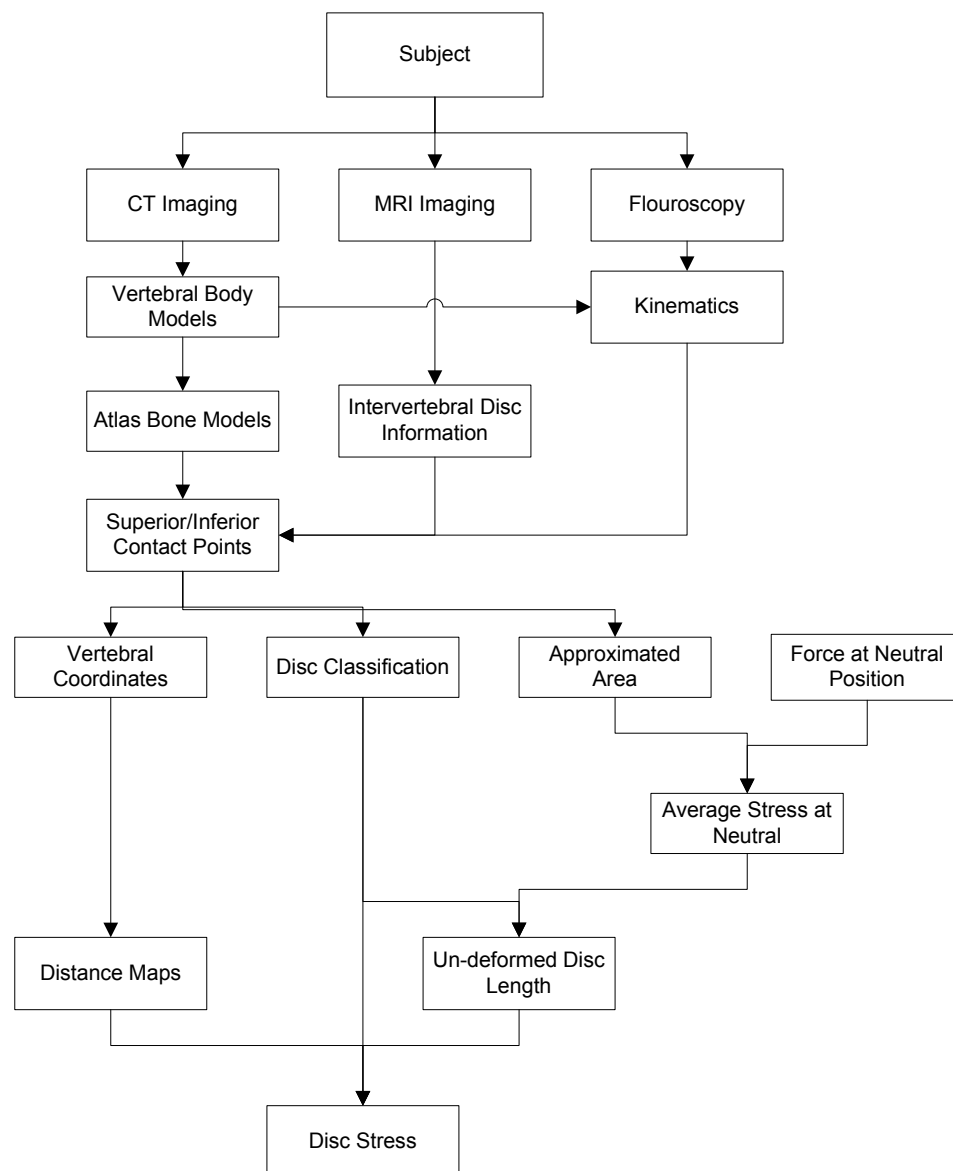 Subject
CT Imaging
MRI Imaging
Flouroscopy
Vertebral Body
Models
Kinematics
Atlas Bone Models
Intervertebral Disc
Information
Superior/Inferior
Contact Points
Vertebral
Coordinates
Disc Classification
Approximated
Area
Force at Neutral
Position
Average Stress at
Neutral
Distance Maps
Un-deformed Disc
Length
Disc Stress